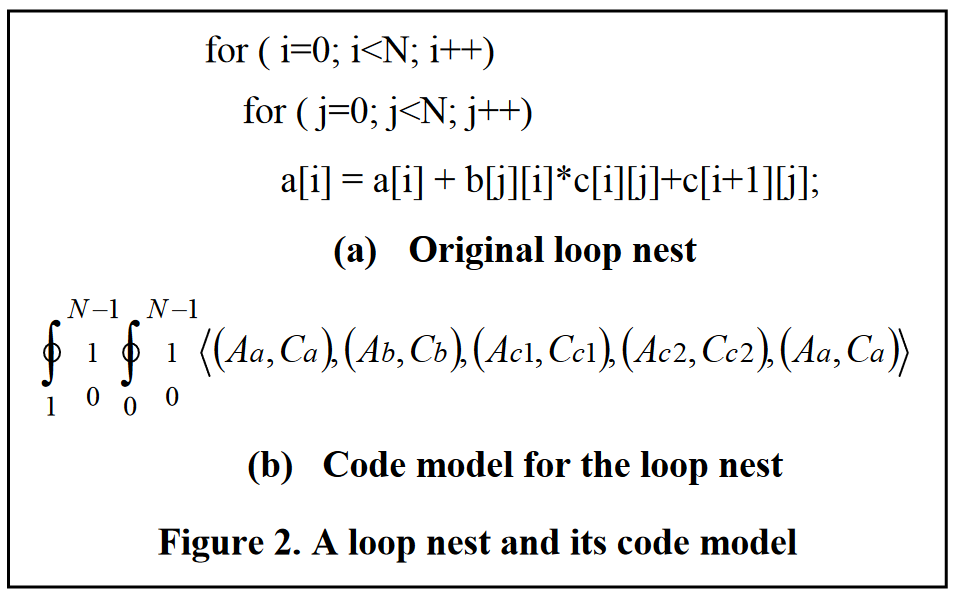 for ( i=0; i<N; i++)
for ( j=0; j<N; j++)
a[i] = a[i] + b[j][i]*c[i][j]+c[i+1][j];
(a) Original loop nest
N−1 N−1
∮ 1 ∮ 1 ⟨(Aa, Ca), (Ab, Cb), (Ac1, Cc1), (Ac2, Cc2), (Aa, Ca)⟩
1 0 0 0
(b) Code model for the loop nest
Figure 2. A loop nest and its code model